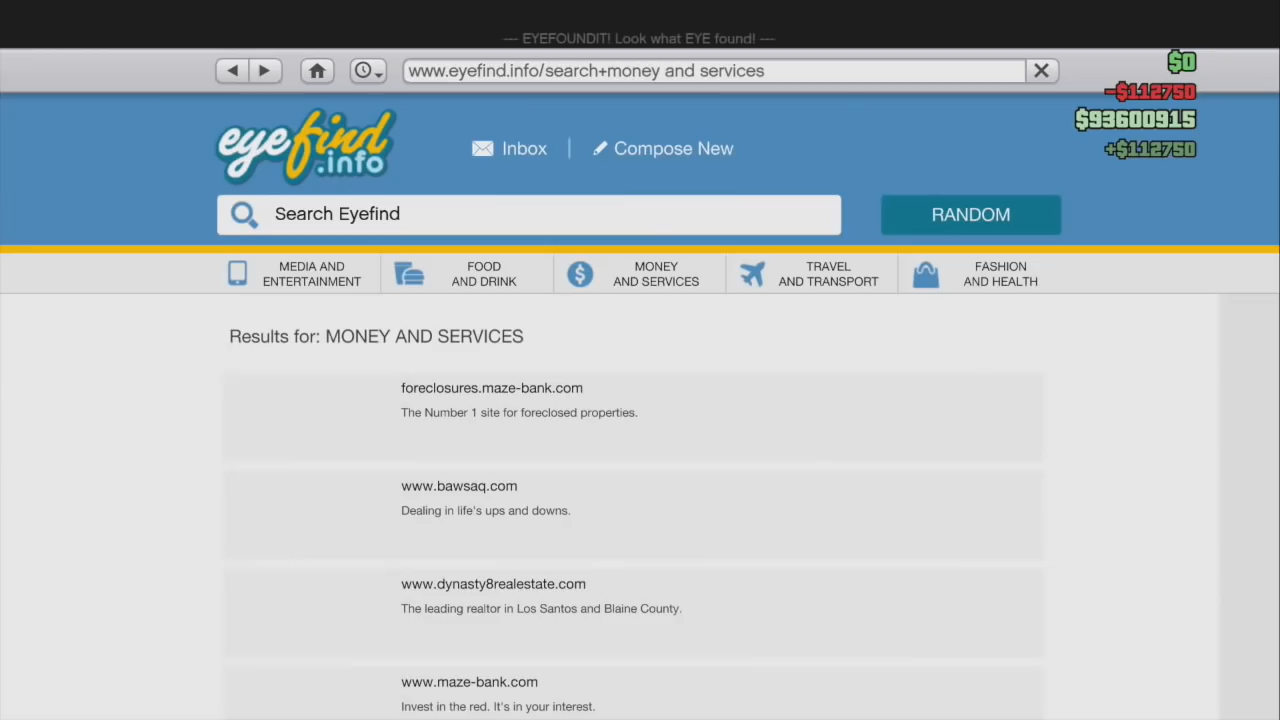 — EYEFOUNDIT! Look what EYE found! —
www.eyefind.info/search+money and services
$0
-$112750
$93600915
+$112750
eyefind
.info
Inbox
Compose New
Search Eyefind
RANDOM
MEDIA AND
ENTERTAINMENT
FOOD
AND DRINK
MONEY
AND SERVICES
TRAVEL
AND TRANSPORT
FASHION
AND HEALTH
Results for: MONEY AND SERVICES
foreclosures.maze-bank.com
The Number 1 site for foreclosed properties.
www.bawsaq.com
Dealing in life's ups and downs.
www.dynasty8realestate.com
The leading realtor in Los Santos and Blaine County.
www.maze-bank.com
Invest in the red. It's in your interest.